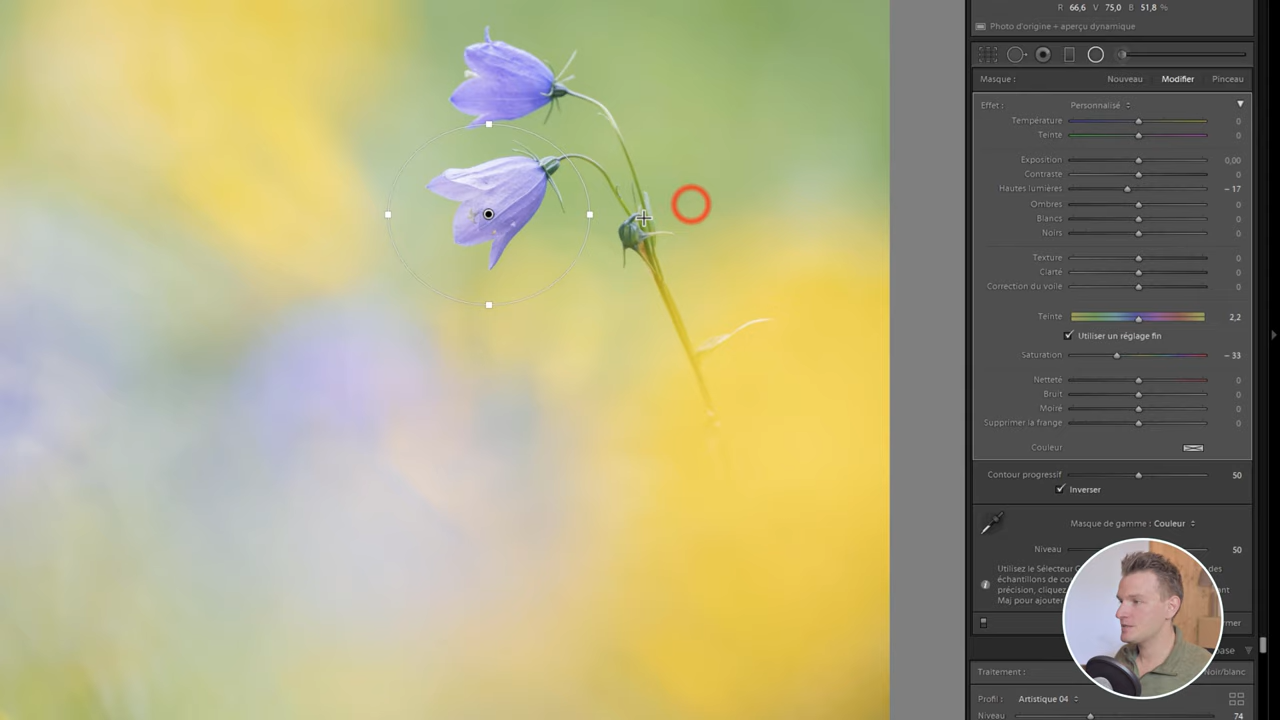 R 66,6 V 75,0 B 51,8 %
Photo d'origine + aperçu dynamique
Masque : Nouveau Modifier Pinceau
Effet : Personnalisé
Température 0
Teinte 0
Exposition 0,00
Contraste 0
Hautes lumières – 17
Ombres 0
Blancs 0
Noirs 0
Texture 0
Clarté 0
Correction du voile 0
Teinte 2,2
Utiliser un réglage fin
Saturation – 33
Netteté 0
Bruit 0
Moiré 0
Supprimer la frange 0
Couleur
Contour progressif 50
Inverser
Masque de gamme : Couleur
Niveau 50
Utilisez le Sélecteur des
échantillons de
précision, cliquez
Maj pour ajouter
Traitement : Noir/blanc
Profil : Artistique 04
Niveau 74